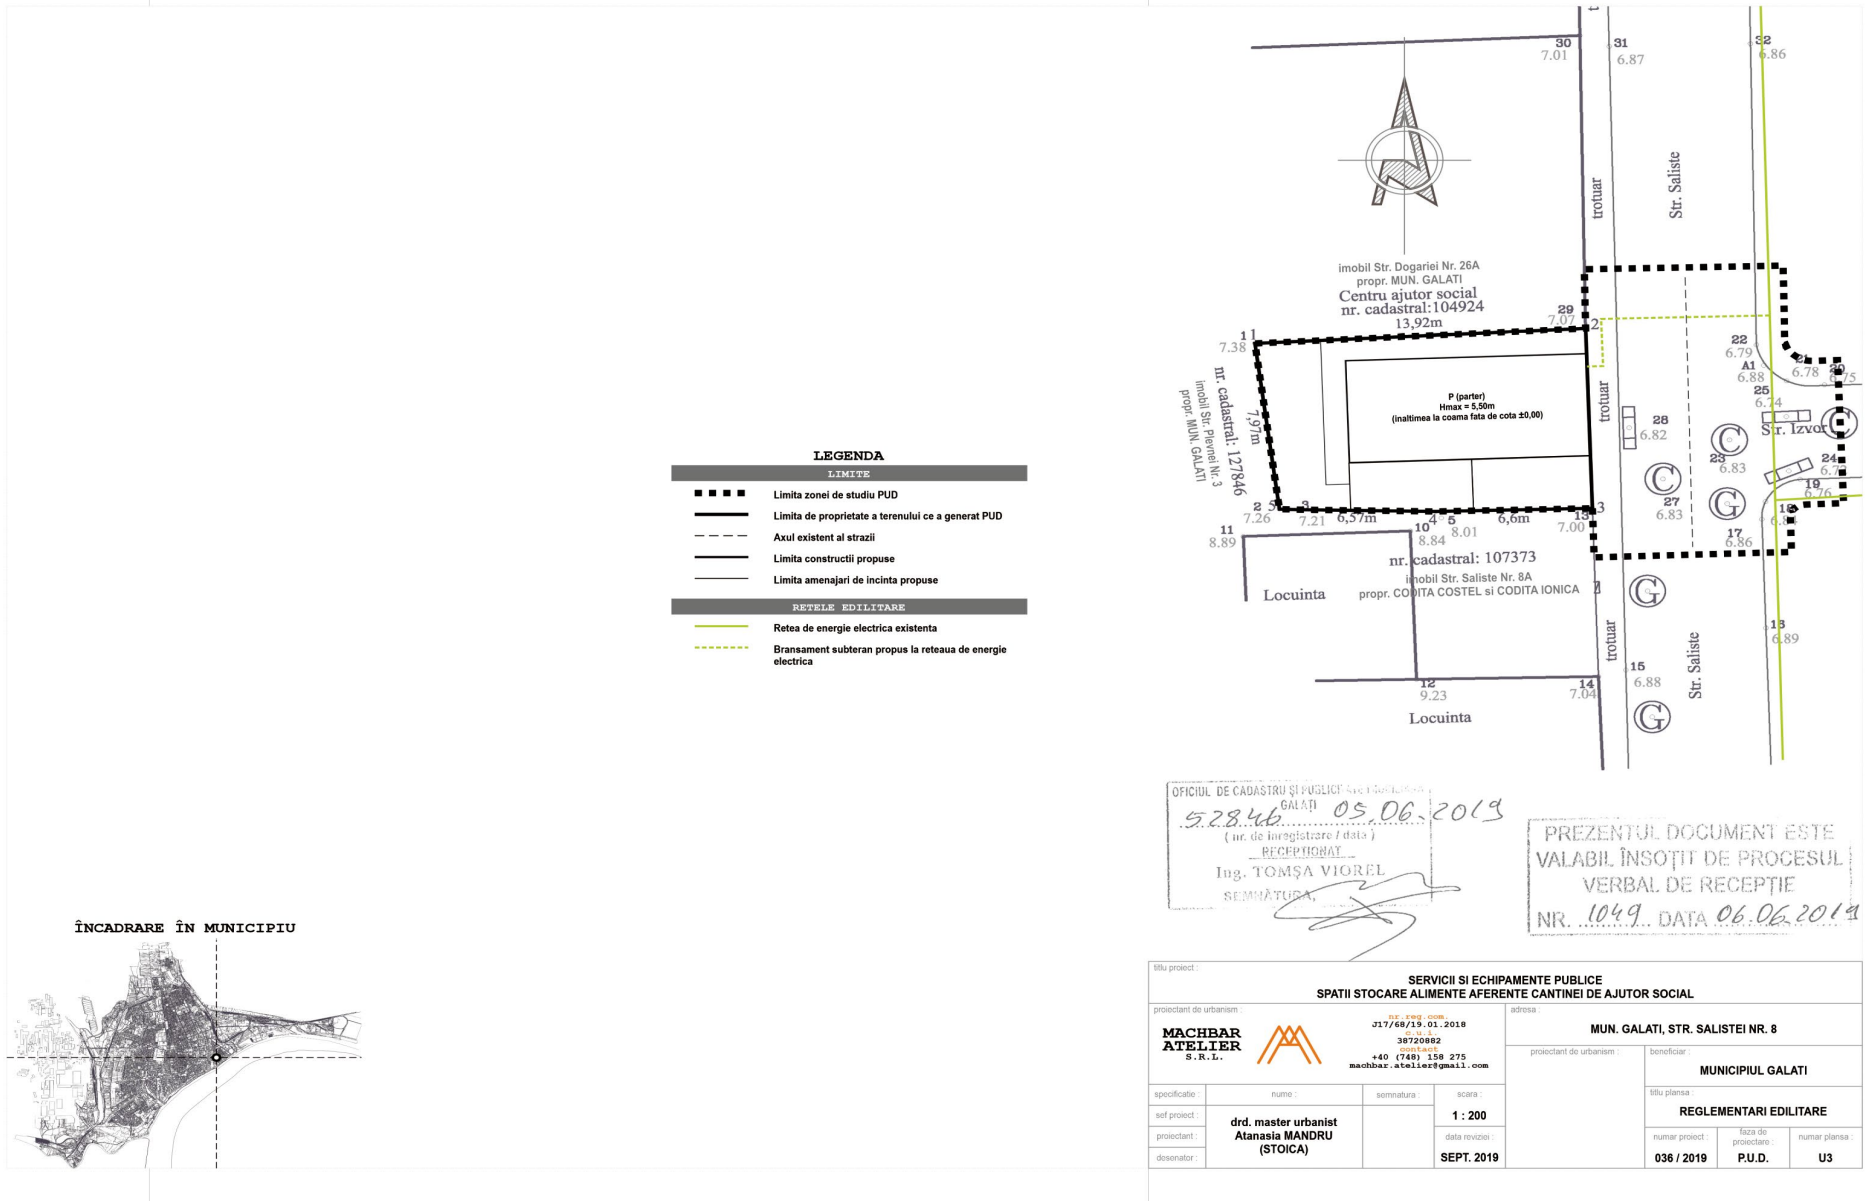 30
31
32
7.01
6.87
6.86
trotuar
Str. Saliste
imobil Str. Dogariei Nr. 26A
propr. MUN. GALATI
Centru ajutor social
nr. cadastral:104924
13,92m
29
7.07
1
1
7.38
2
22
6.79
A1
6.88
21
6.78
20
6.75
25
6.74
nr. cadastral: 127846
imobil Str. Plevnei Nr. 3
propr. MUN. GALATI
7,97m
P (parter)
Hmax = 5,50m
(inaltimea la coama fata de cota ±0,00)
trotuar
28
6.82
C
Str. Izvor
C
23
6.83
24
C
27
6.83
G
19
6.76
18
17
6.86
2
5
7.26
3
7.21
6,57m
4
5
8.01
6,6m
13
3
7.00
11
8.89
10
8.84
nr. cadastral: 107373
imobil Str. Saliste Nr. 8A
propr. CODITA COSTEL si CODITA IONICA
Locuinta
G
trotuar
Str. Saliste
6.89
15
6.88
12
9.23
14
7.04
G
Locuinta
LEGENDA
LIMITE
Limita zonei de studiu PUD
Limita de proprietate a terenului ce a generat PUD
Axul existent al strazii
Limita constructii propuse
Limita amenajari de incinta propuse
RETELE EDILITARE
Retea de energie electrica existenta
Bransament subteran propus la reteaua de energie
electrica
OFICIUL DE CADASTRU ȘI PUBLICITATE
GALAȚI
52846 05.06.2019
( nr. de înregistrare / data )
RECEPȚIONAT
Ing. TOMȘA VIOREL
SEMNĂTURA,
PREZENTUL DOCUMENT ESTE
VALABIL ÎNSOȚIT DE PROCESUL
VERBAL DE RECEPȚIE
NR. 1049 DATA 06.06.2019
ÎNCADRARE ÎN MUNICIPIU
titlu proiect :
SERVICII SI ECHIPAMENTE PUBLICE
SPATII STOCARE ALIMENTE AFERENTE CANTINEI DE AJUTOR SOCIAL
proiectant de urbanism :
MACHBAR
ATELIER
S.R.L.
nr.reg.com.
J17/68/19.01.2018
c.u.i.
38720882
contact
+40 (748) 158 275
machbar.atelier@gmail.com
adresa :
MUN. GALATI, STR. SALISTEI NR. 8
proiectant de urbanism :
beneficiar :
MUNICIPIUL GALATI
specificatie :
nume :
semnatura :
scara :
titlu plansa :
REGLEMENTARI EDILITARE
sef proiect :
proiectant :
desenator :
drd. master urbanist
Atanasia MANDRU
(STOICA)
1 : 200
data reviziei :
SEPT. 2019
numar proiect :
036 / 2019
faza de
proiectare :
P.U.D.
numar plansa :
U3